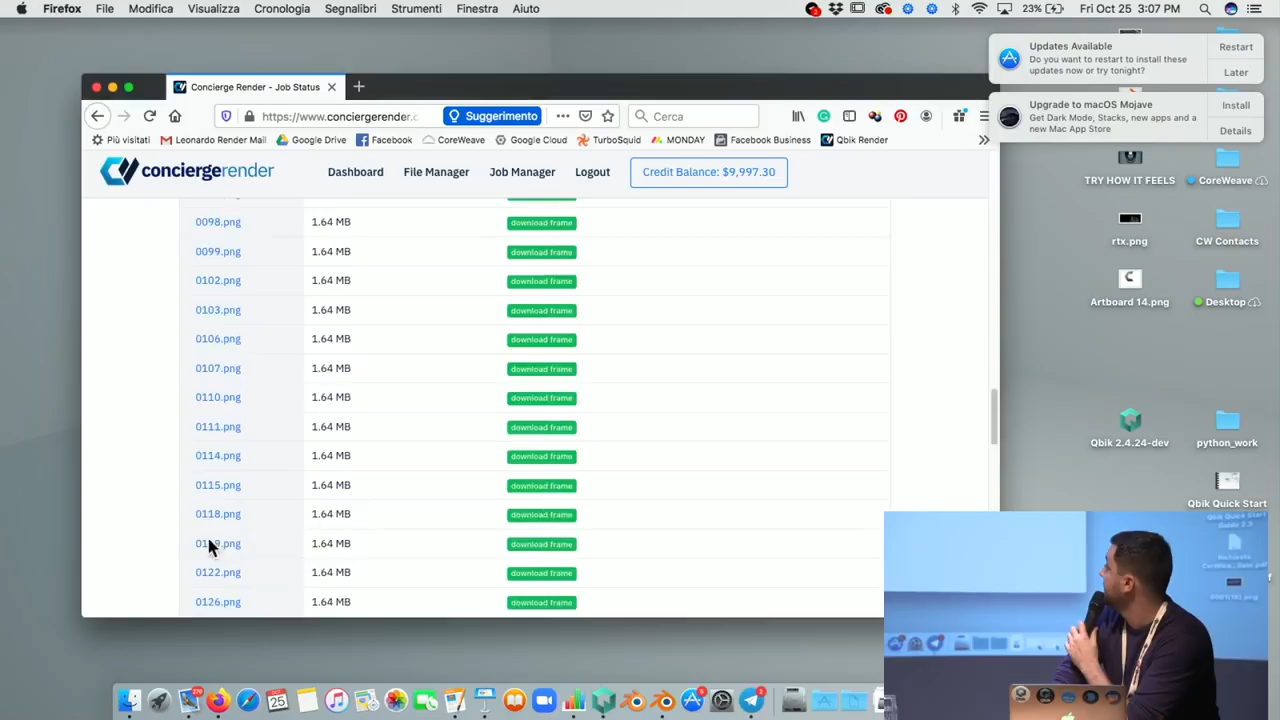 Firefox File Modifica Visualizza Cronologia Segnalibri Strumenti Finestra Aiuto 23% Fri Oct 25 3:07 PM
Updates Available
Do you want to restart to install these
updates now or try tonight?
Restart
Later
Upgrade to macOS Mojave
Get Dark Mode, Stacks, new apps and a
new Mac App Store
Install
Details
Concierge Render - Job Status
https://www.conciergerender.c
Suggerimento
Cerca
Più visitati Leonardo Render Mail Google Drive Facebook CoreWeave Google Cloud TurboSquid MONDAY Facebook Business Qbik Render
conciergerender Dashboard File Manager Job Manager Logout Credit Balance: $9,997.30
0098.png 1.64 MB download frame
0099.png 1.64 MB download frame
0102.png 1.64 MB download frame
0103.png 1.64 MB download frame
0106.png 1.64 MB download frame
0107.png 1.64 MB download frame
0110.png 1.64 MB download frame
0111.png 1.64 MB download frame
0114.png 1.64 MB download frame
0115.png 1.64 MB download frame
0118.png 1.64 MB download frame
1.64 MB download frame
0122.png 1.64 MB download frame
0126.png 1.64 MB download frame
TRY HOW IT FEELS CoreWeave
rtx.png CW Contacts
Artboard 14.png Desktop
Qbik 2.4.24-dev python_work
Qbik Quick Start
Qbik Quick Start
Guide 2.3
25